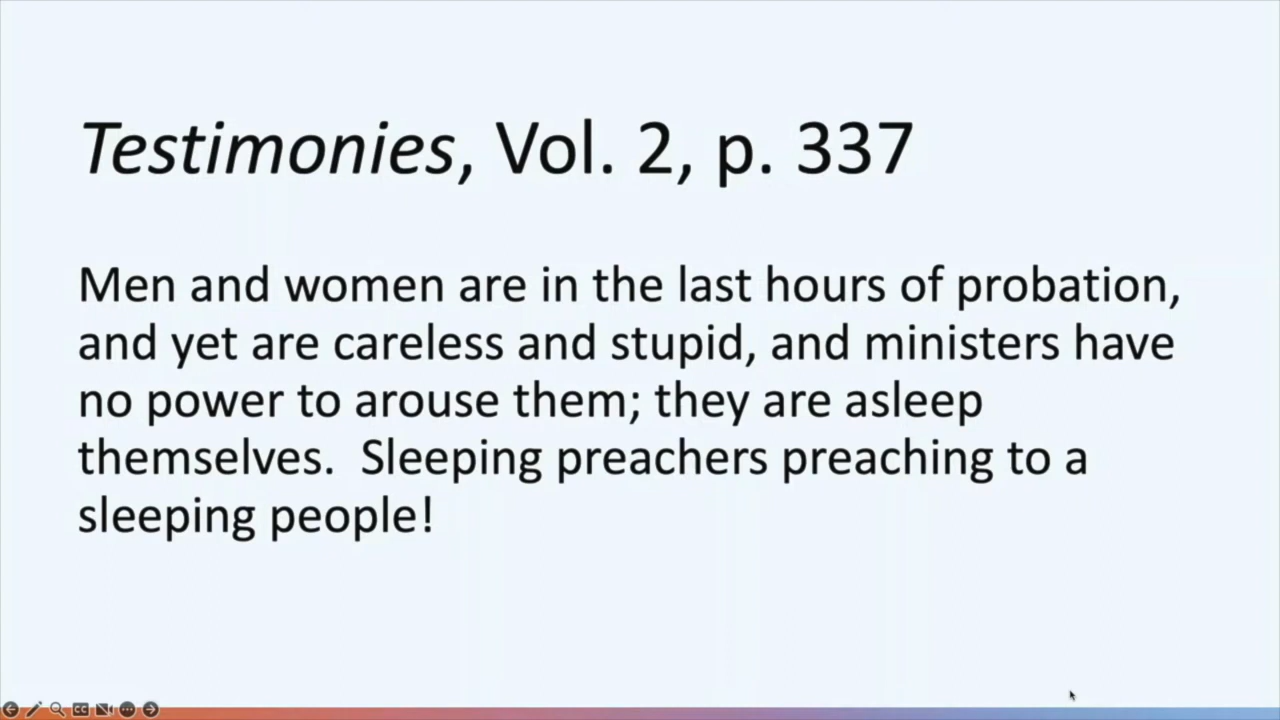 Testimonies, Vol. 2, p. 337
Men and women are in the last hours of probation,
and yet are careless and stupid, and ministers have
no power to arouse them; they are asleep
themselves.  Sleeping preachers preaching to a
sleeping people!
CC